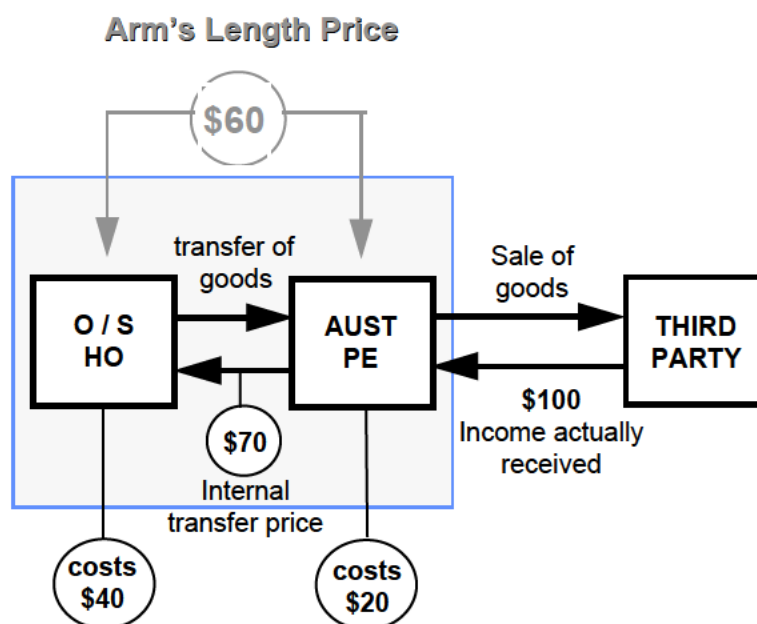 Arm's Length Price
$60
transfer of
goods
Sale of
goods
O / S
HO
AUST
PE
THIRD
PARTY
$70
Internal
transfer price
$100
Income actually
received
costs
$40
costs
$20